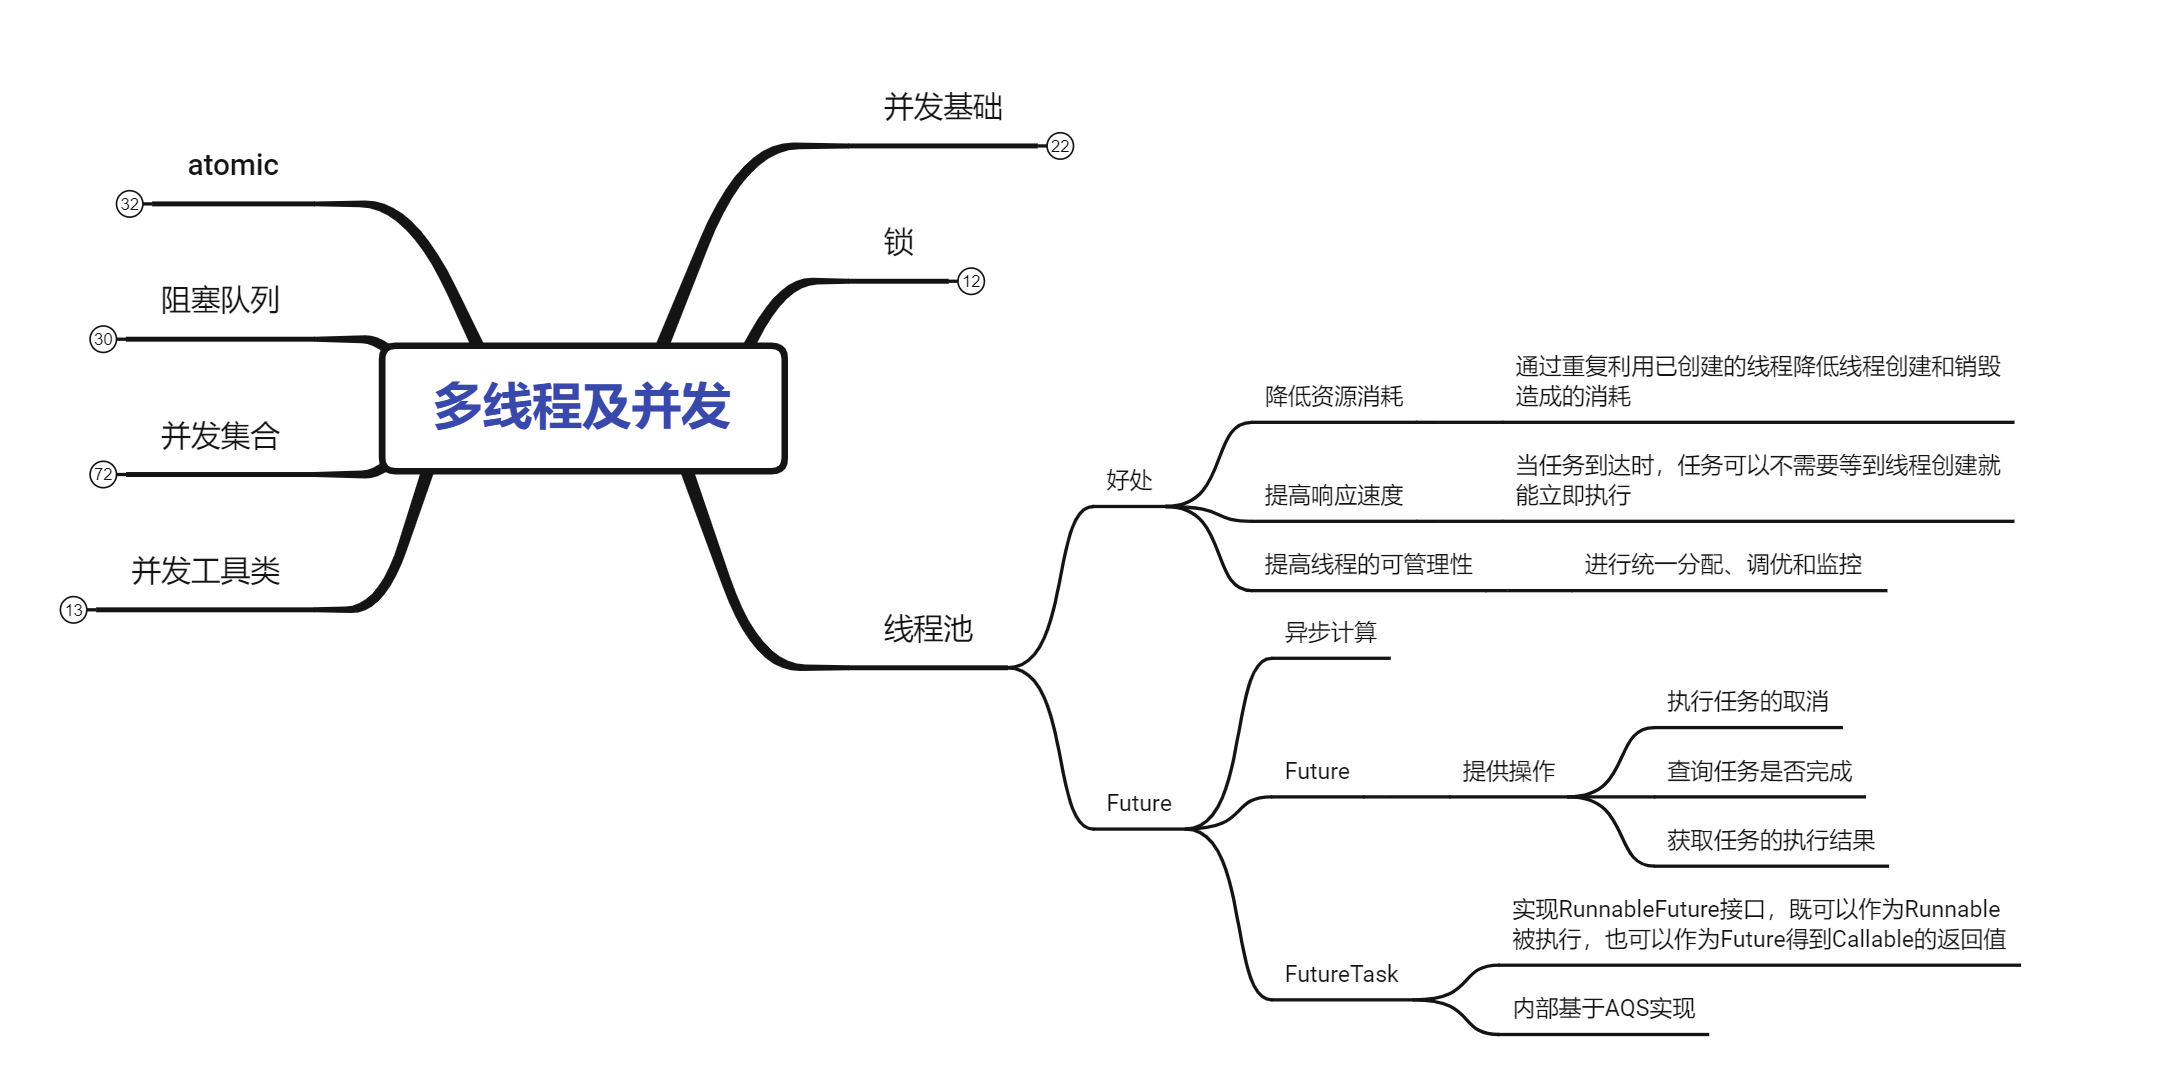 多线程及并发
并发基础
22
锁
12
线程池
好处
降低资源消耗
通过重复利用已创建的线程降低线程创建和销毁
造成的消耗
提高响应速度
当任务到达时，任务可以不需要等到线程创建就
能立即执行
提高线程的可管理性
进行统一分配、调优和监控
Future
异步计算
Future
提供操作
执行任务的取消
查询任务是否完成
获取任务的执行结果
FutureTask
实现RunnableFuture接口，既可以作为Runnable
被执行，也可以作为Future得到Callable的返回值
内部基于AQS实现
atomic
32
阻塞队列
30
并发集合
72
并发工具类
13